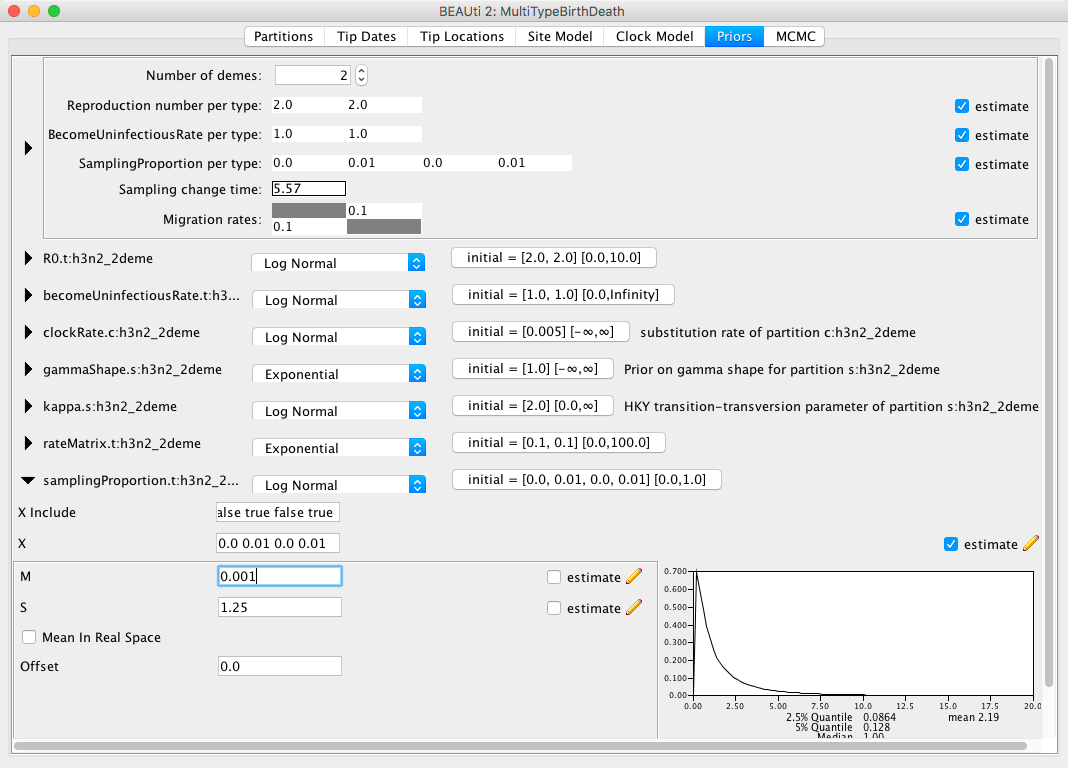 BEAUti 2: MultiTypeBirthDeath
Partitions Tip Dates Tip Locations Site Model Clock Model Priors MCMC
Number of demes: 2
Reproduction number per type: 2.0 2.0 estimate
BecomeUninfectiousRate per type: 1.0 1.0 estimate
SamplingProportion per type: 0.0 0.01 0.0 0.01 estimate
Sampling change time: 5.57
Migration rates: 0.1 estimate
0.1
R0.t:h3n2_2deme Log Normal initial = [2.0, 2.0] [0.0,10.0]
becomeUninfectiousRate.t:h3... Log Normal initial = [1.0, 1.0] [0.0,Infinity]
clockRate.c:h3n2_2deme Log Normal initial = [0.005] [-∞,∞] substitution rate of partition c:h3n2_2deme
gammaShape.s:h3n2_2deme Exponential initial = [1.0] [-∞,∞] Prior on gamma shape for partition s:h3n2_2deme
kappa.s:h3n2_2deme Log Normal initial = [2.0] [0.0,∞] HKY transition-transversion parameter of partition s:h3n2_2deme
rateMatrix.t:h3n2_2deme Exponential initial = [0.1, 0.1] [0.0,100.0]
samplingProportion.t:h3n2_2... Log Normal initial = [0.0, 0.01, 0.0, 0.01] [0.0,1.0]
X Include alse true false true
X 0.0 0.01 0.0 0.01 estimate
M 0.001 estimate
S 1.25 estimate
Mean In Real Space
Offset 0.0
0.700
0.600
0.500
0.400
0.300
0.200
0.100
0.00
0.00 2.50 5.00 7.50 10.0 12.5 15.0 17.5 20.0
2.5% Quantile 0.0864 mean 2.19
5% Quantile 0.128
Median 1.00